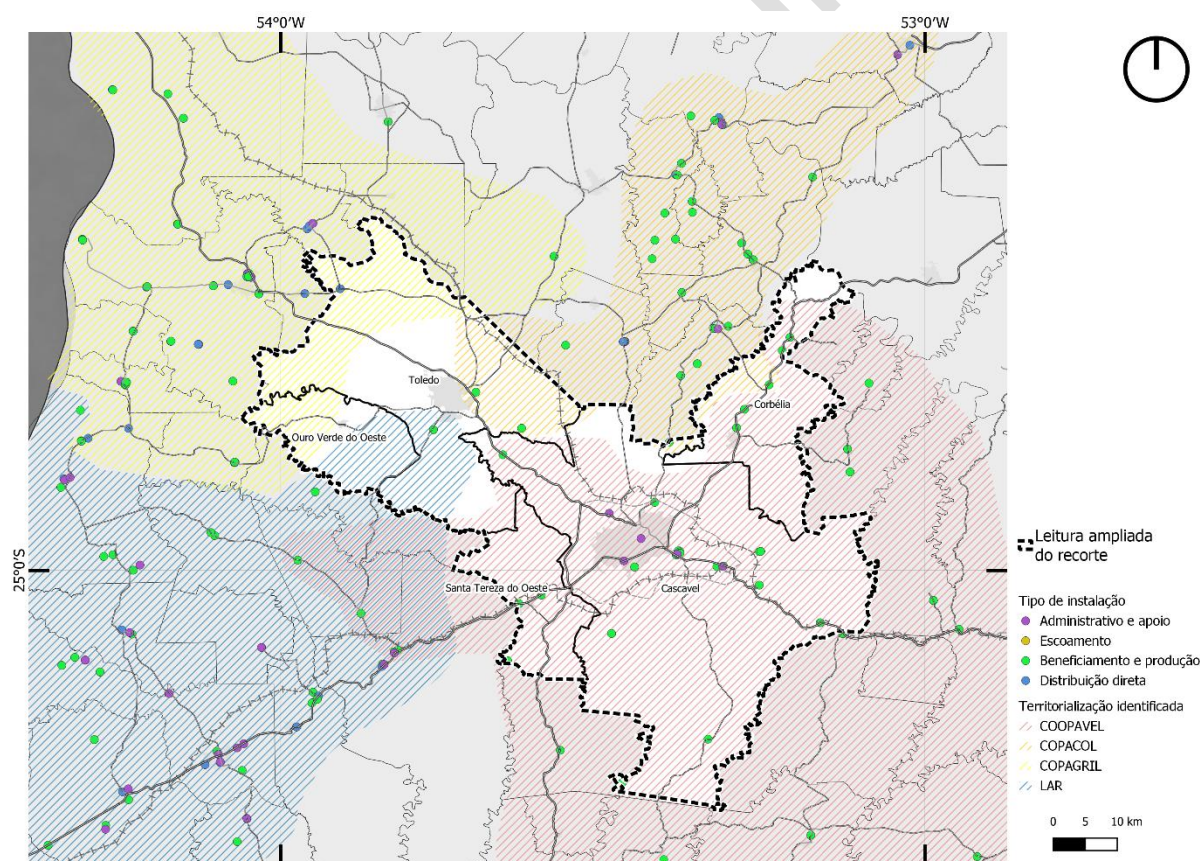 54°0'W
53°0'W
25°0'S
Toledo
Ouro Verde do Oeste
Corbélia
Santa Tereza do Oeste
Cascavel
Leitura ampliada
do recorte
Tipo de instalação
Administrativo e apoio
Escoamento
Beneficiamento e produção
Distribuição direta
Territorialização identificada
COOPAVEL
COPACOL
COPAGRIL
LAR
0 5 10 km